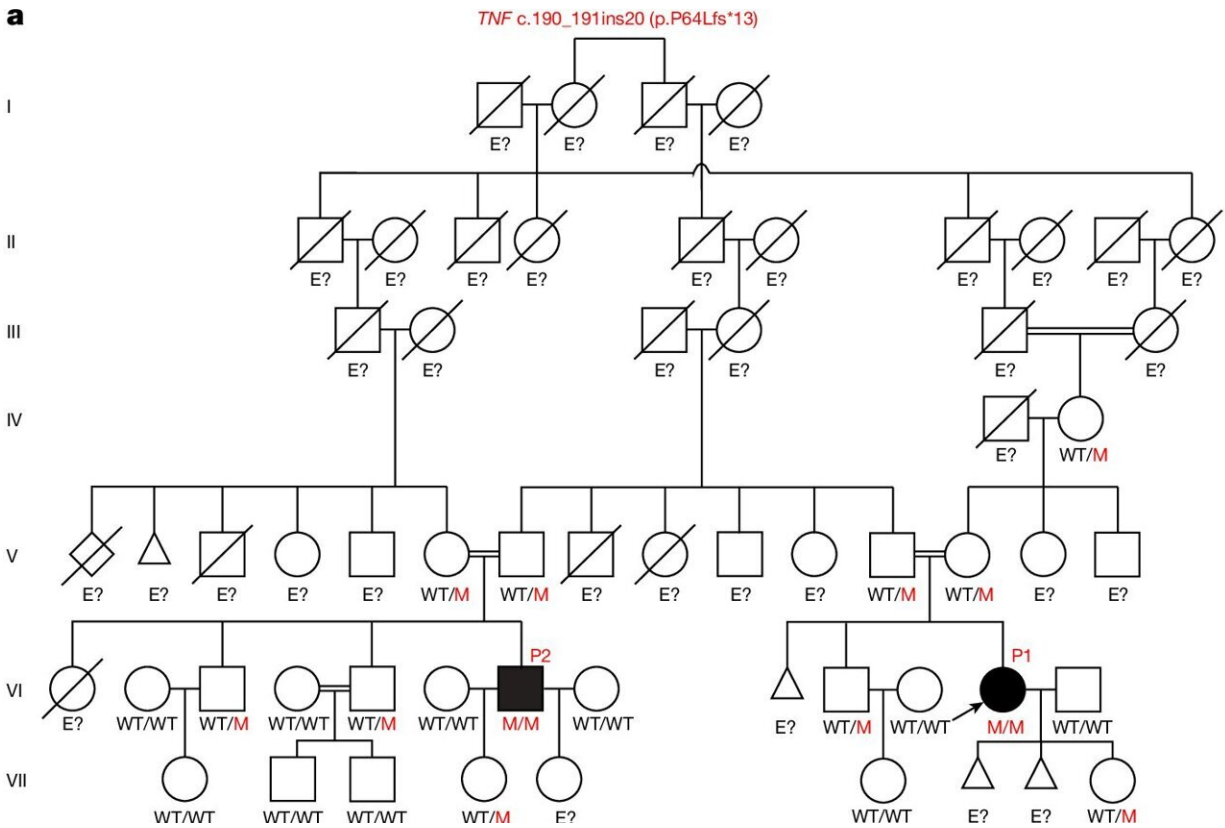 a
TNF c.190_191ins20 (p.P64Lfs*13)
I
E? E? E? E?
II
E? E? E? E? E? E? E? E? E? E?
III
E? E? E? E? E? E?
IV
E? WT/M
V
E? E? E? E? E? WT/M WT/M E? E? E? E? WT/M WT/M E? E?
P2 P1
VI
E? WT/WT WT/M WT/WT WT/M WT/WT M/M WT/WT E? WT/M WT/WT M/M WT/WT
VII
WT/WT WT/WT WT/WT WT/M E? WT/WT E? E? WT/M